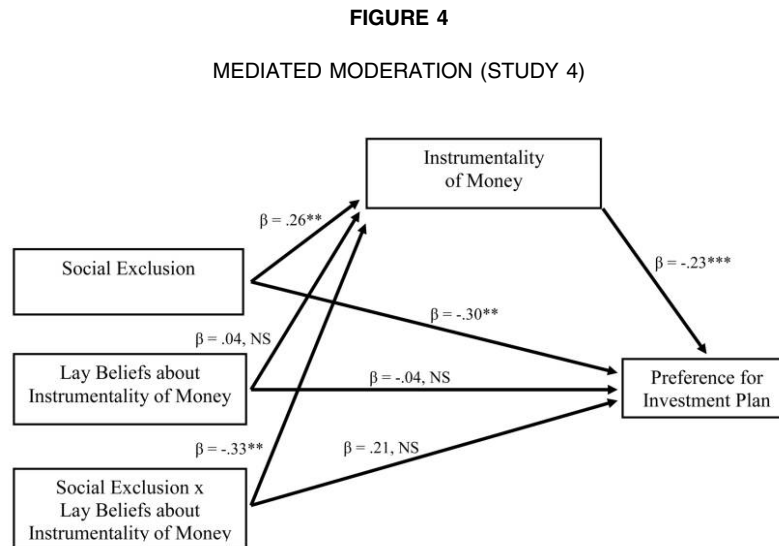 FIGURE 4
MEDIATED MODERATION (STUDY 4)
Instrumentality
of Money
β = .26**
Social Exclusion
β = -.23***
β = -.30**
β = .04, NS
Lay Beliefs about
Instrumentality of Money
β = -.04, NS
Preference for
Investment Plan
β = -.33**
β = .21, NS
Social Exclusion x
Lay Beliefs about
Instrumentality of Money